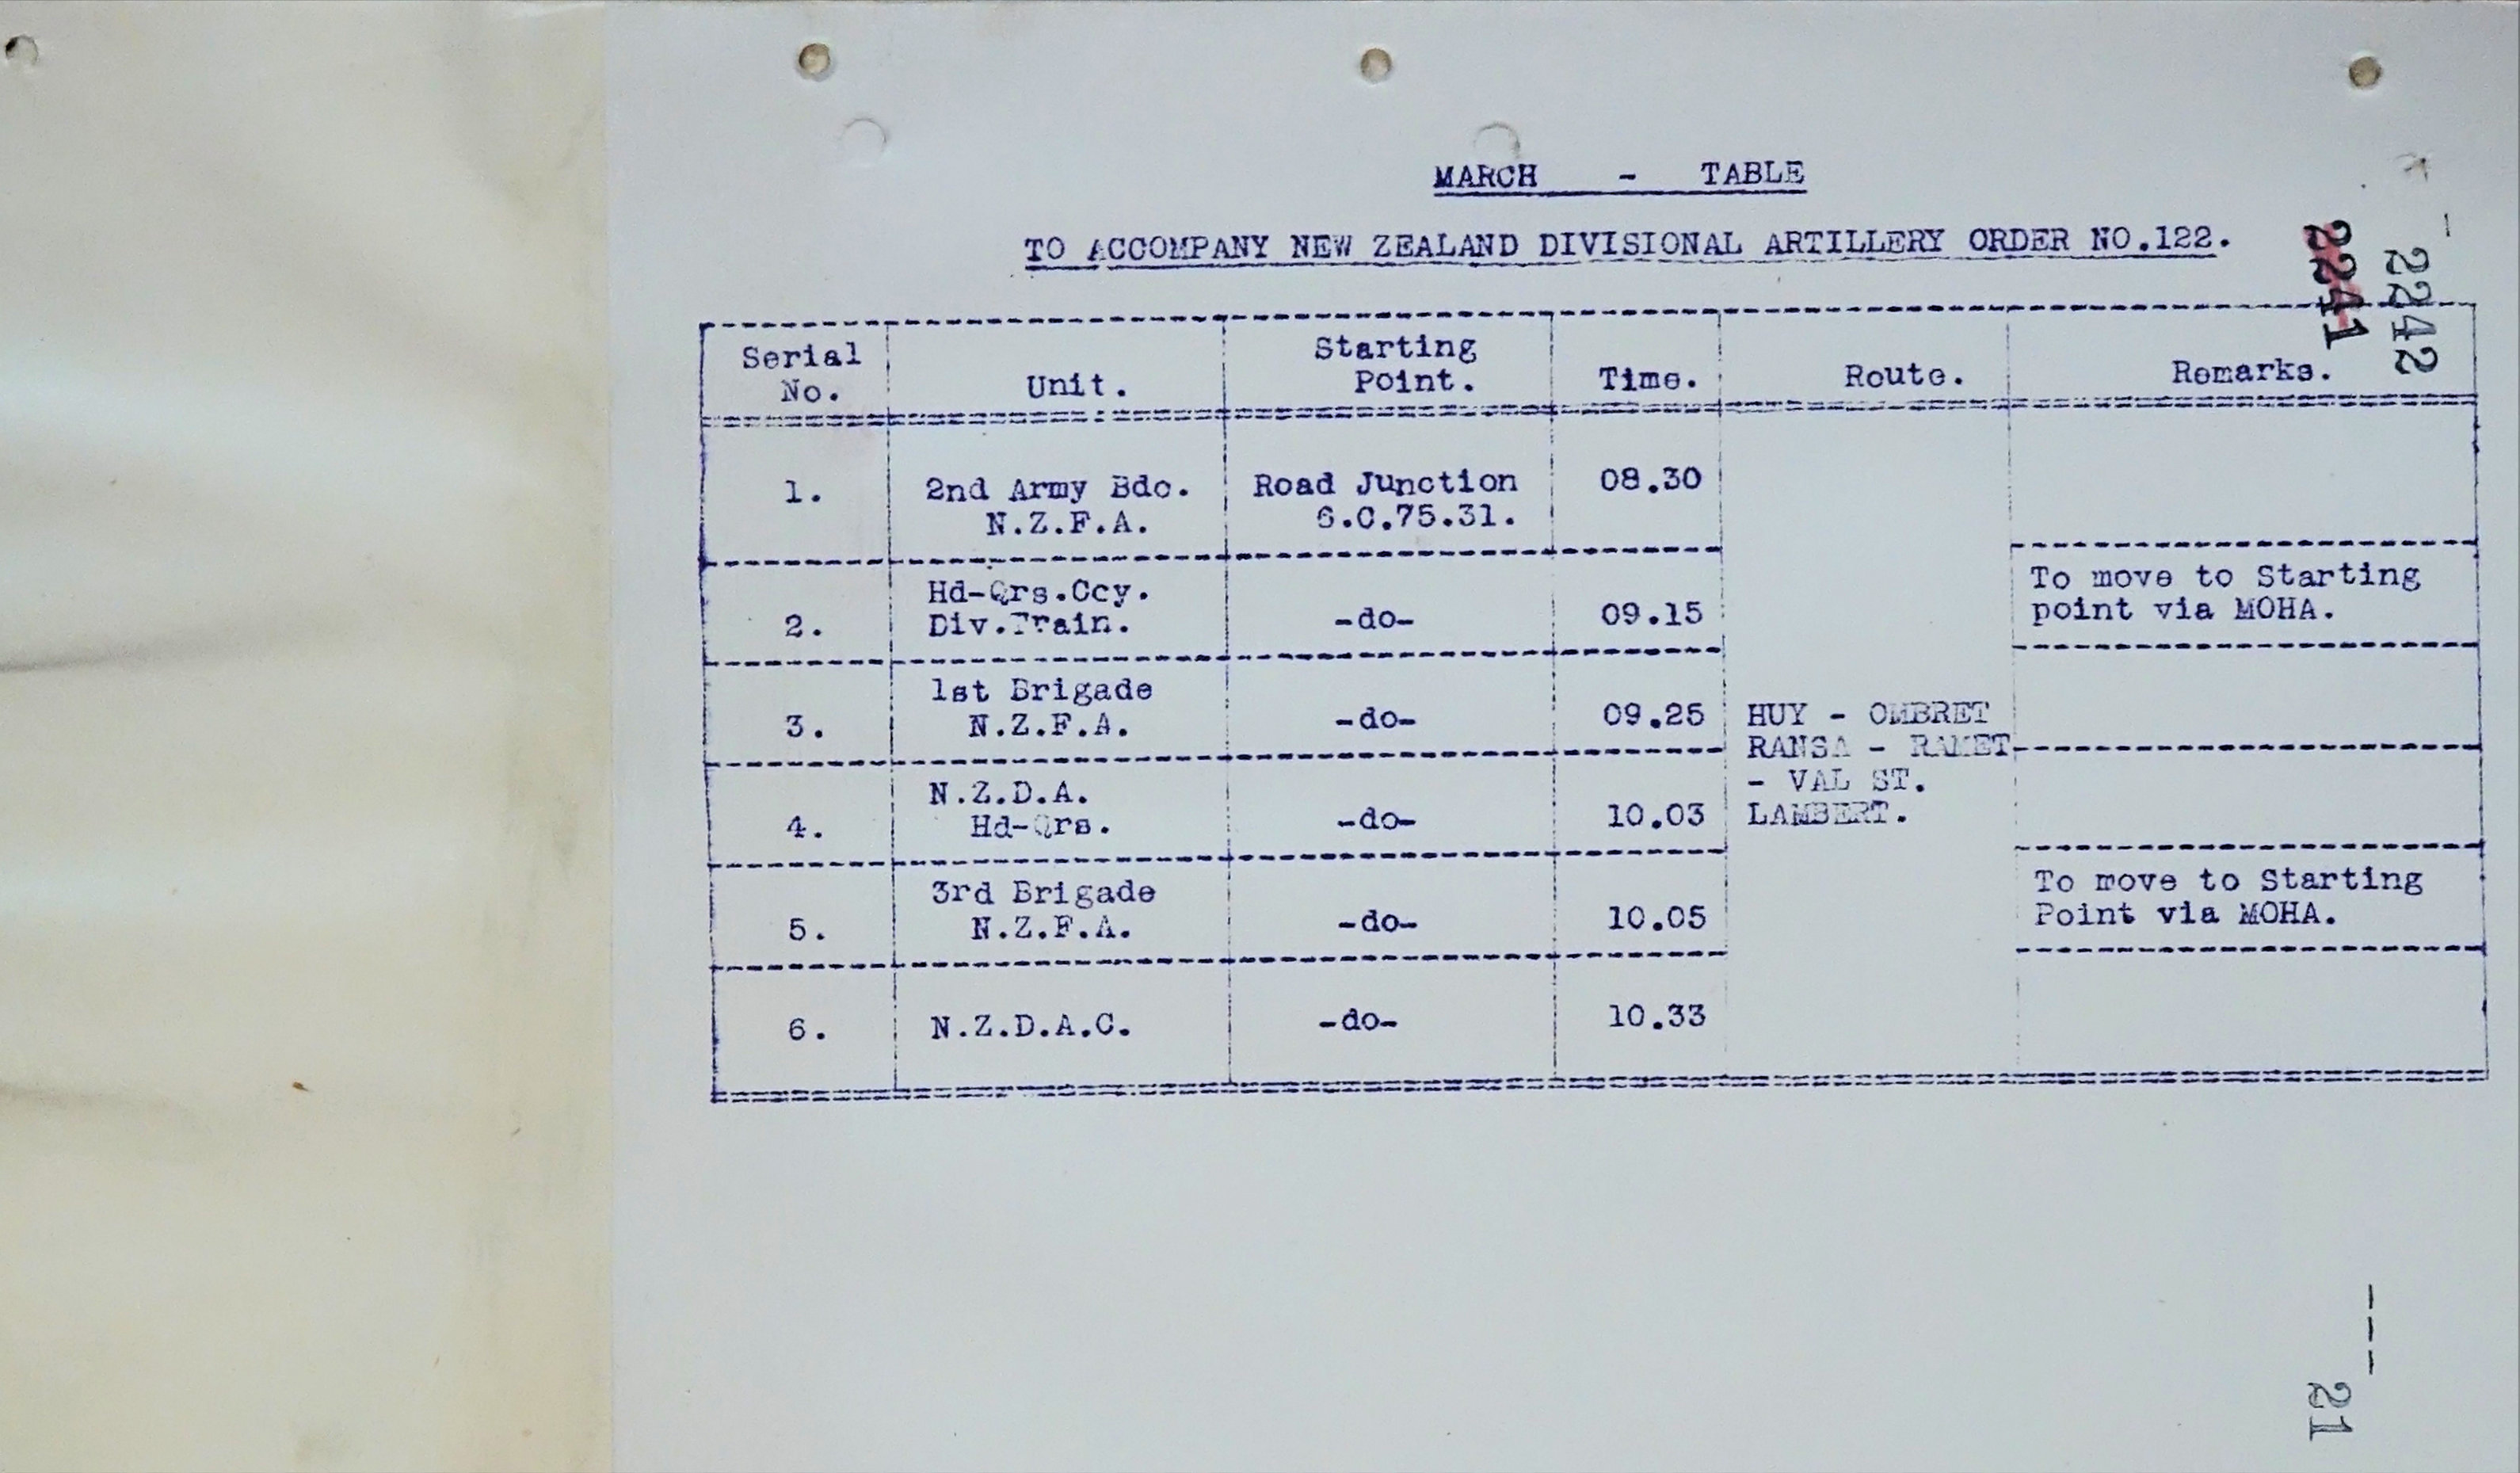 MARCH - TABLE
TO ACCOMPANY NEW ZEALAND DIVISIONAL ARTILLERY ORDER NO.122.
2241
2242
Serial No. Unit. Starting Point. Time. Route. Remarks.
1. 2nd Army Bde. Road Junction 08.30
N.Z.F.A. 6.C.75.31.
Hd-Qrs.Coy. To move to Starting
2. Div.Train. -do- 09.15 point via MOHA.
1st Brigade
3. N.Z.F.A. -do- 09.25 HUY - OMBRET
RANSA - RAMET
N.Z.D.A. - VAL ST.
4. Hd-Qrs. -do- 10.03 LAMBERT.
3rd Brigade To move to Starting
5. N.Z.F.A. -do- 10.05 Point via MOHA.
6. N.Z.D.A.C. -do- 10.33
21